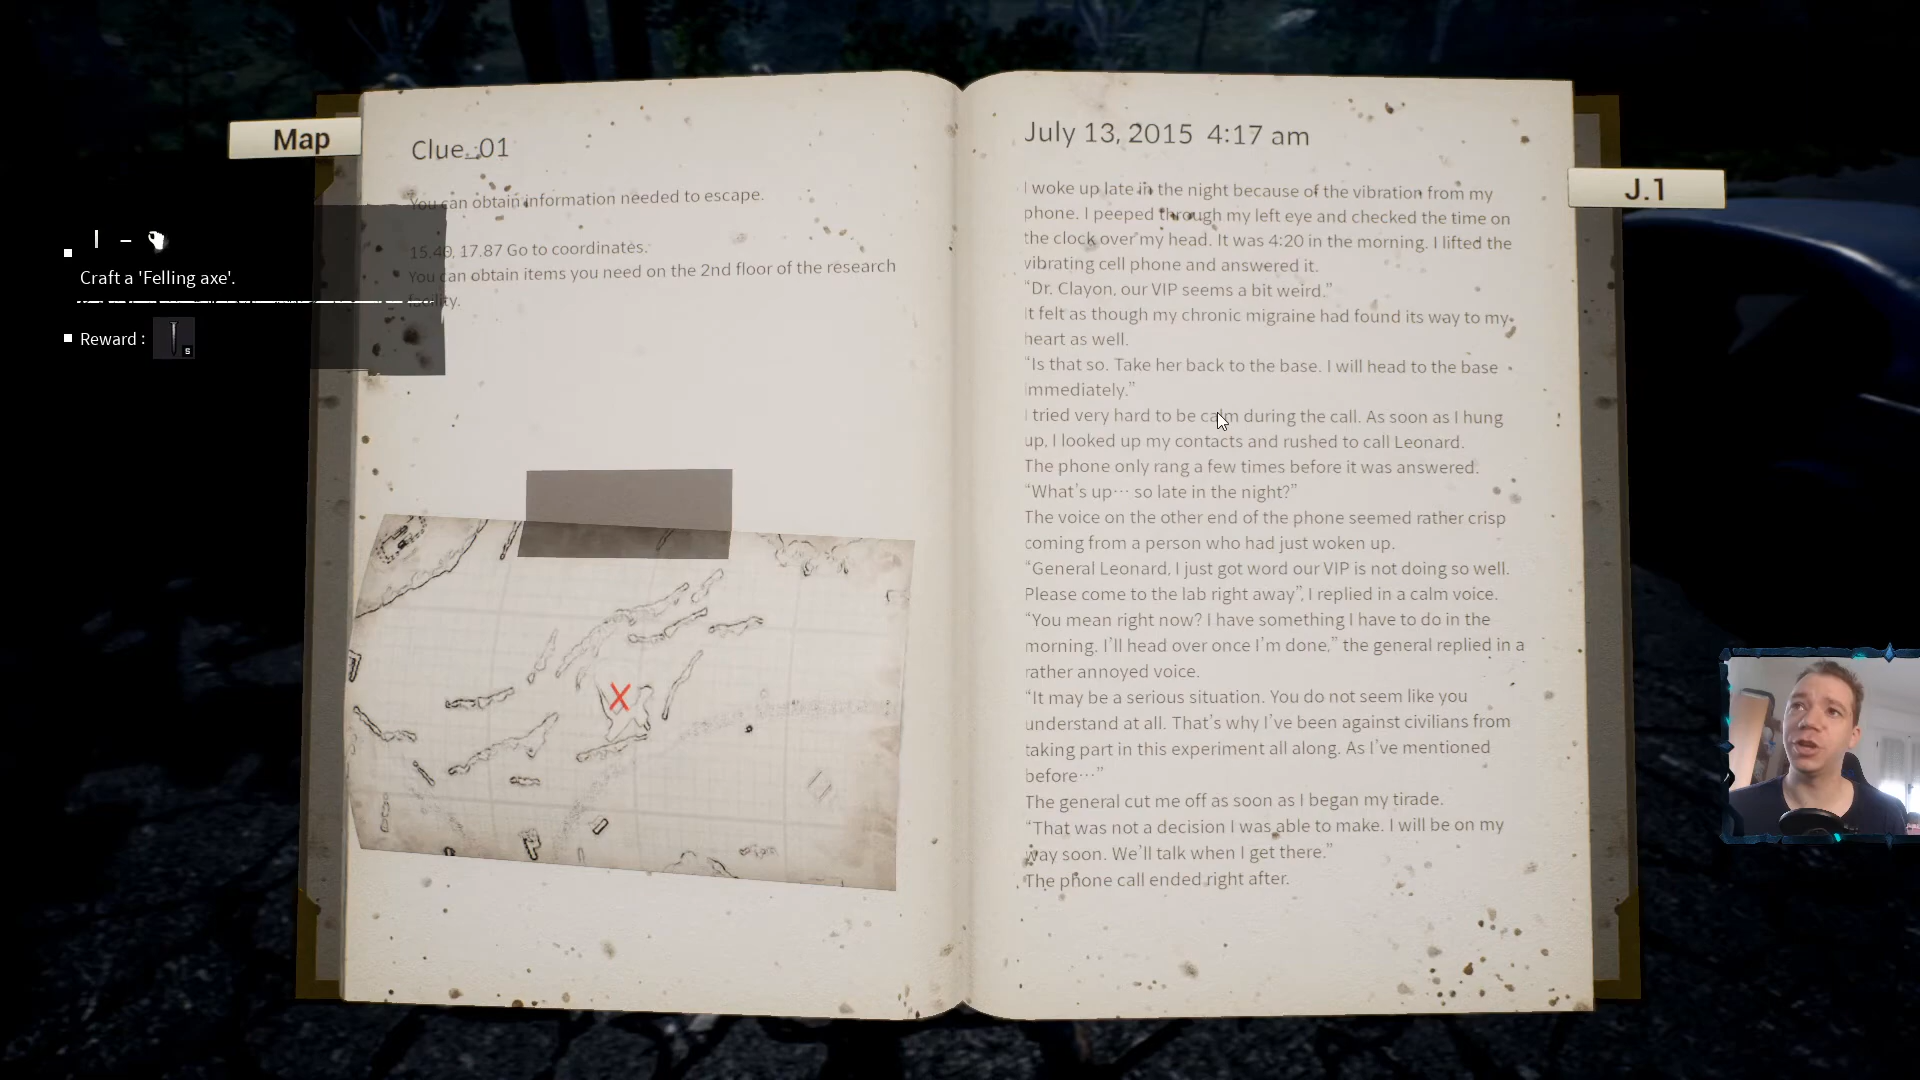 Map
Clue_01
You can obtain information needed to escape.
15.40, 17.87 Go to coordinates.
You can obtain items you need on the 2nd floor of the research
facility.
Craft a 'Felling axe'.
Reward :
5
July 13, 2015  4:17 am
J.1
I woke up late in the night because of the vibration from my
phone. I peeped through my left eye and checked the time on
the clock over my head. It was 4:20 in the morning. I lifted the
vibrating cell phone and answered it.
“Dr. Clayon, our VIP seems a bit weird.”
It felt as though my chronic migraine had found its way to my
heart as well.
“Is that so. Take her back to the base. I will head to the base
immediately.”
I tried very hard to be calm during the call. As soon as I hung
up, I looked up my contacts and rushed to call Leonard.
The phone only rang a few times before it was answered.
“What's up··· so late in the night?”
The voice on the other end of the phone seemed rather crisp
coming from a person who had just woken up.
“General Leonard, I just got word our VIP is not doing so well.
Please come to the lab right away”, I replied in a calm voice.
“You mean right now? I have something I have to do in the
morning. I'll head over once I'm done,” the general replied in a
rather annoyed voice.
“It may be a serious situation. You do not seem like you
understand at all. That's why I've been against civilians from
taking part in this experiment all along. As I've mentioned
before···”
The general cut me off as soon as I began my tirade.
“That was not a decision I was able to make. I will be on my
way soon. We'll talk when I get there.”
The phone call ended right after.